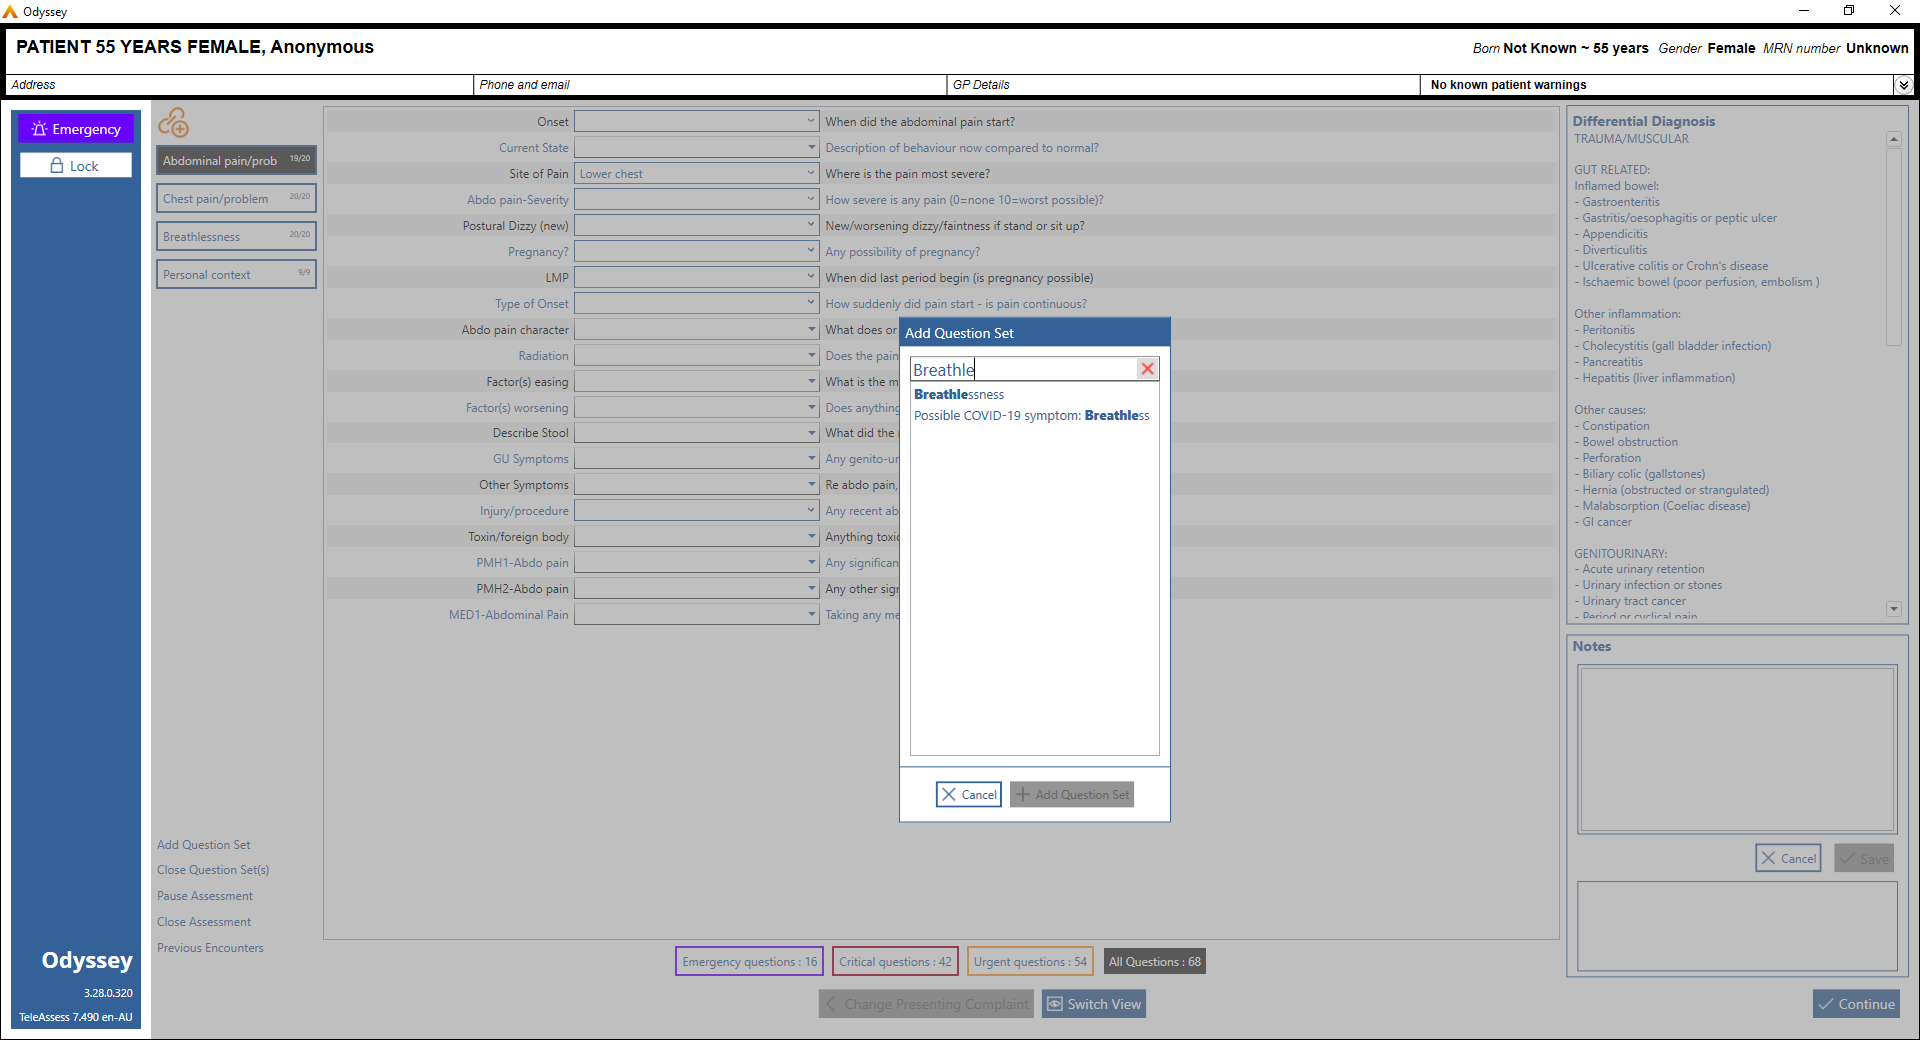 Odyssey
PATIENT 55 YEARS FEMALE, Anonymous
Born Not Known ~ 55 years Gender Female MRN number Unknown
Address
Phone and email
GP Details
No known patient warnings
Emergency
Lock
Abdominal pain/prob 19/20
Chest pain/problem 20/20
Breathlessness 20/20
Personal context 9/9
Add Question Set
Close Question Set(s)
Pause Assessment
Close Assessment
Previous Encounters
Odyssey
3.28.0.320
TeleAssess 7.490 en-AU
Onset When did the abdominal pain start?
Current State Description of behaviour now compared to normal?
Site of Pain Lower chest Where is the pain most severe?
Abdo pain-Severity How severe is any pain (0=none 10=worst possible)?
Postural Dizzy (new) New/worsening dizzy/faintness if stand or sit up?
Pregnancy? Any possibility of pregnancy?
LMP When did last period begin (is pregnancy possible)
Type of Onset How suddenly did pain start - is pain continuous?
Abdo pain character What does or
Radiation Does the pain
Factor(s) easing What is the m
Factor(s) worsening Does anything
Describe Stool What did the
GU Symptoms Any genito-ur
Other Symptoms Re abdo pain,
Injury/procedure Any recent ab
Toxin/foreign body Anything toxi
PMH1-Abdo pain Any significan
PMH2-Abdo pain Any other sig
MED1-Abdominal Pain Taking any me
Add Question Set
Breathle
Breathlessness
Possible COVID-19 symptom: Breathless
Cancel
Add Question Set
Emergency questions : 16
Critical questions : 42
Urgent questions : 54
All Questions : 68
Change Presenting Complaint
Switch View
Differential Diagnosis
TRAUMA/MUSCULAR
GUT RELATED:
Inflamed bowel:
- Gastroenteritis
- Gastritis/oesophagitis or peptic ulcer
- Appendicitis
- Diverticulitis
- Ulcerative colitis or Crohn's disease
- Ischaemic bowel (poor perfusion, embolism )
Other inflammation:
- Peritonitis
- Cholecystitis (gall bladder infection)
- Pancreatitis
- Hepatitis (liver inflammation)
Other causes:
- Constipation
- Bowel obstruction
- Perforation
- Biliary colic (gallstones)
- Hernia (obstructed or strangulated)
- Malabsorption (Coeliac disease)
- GI cancer
GENITOURINARY:
- Acute urinary retention
- Urinary infection or stones
- Urinary tract cancer
- Period or cyclical pain
Notes
Cancel
Save
Continue